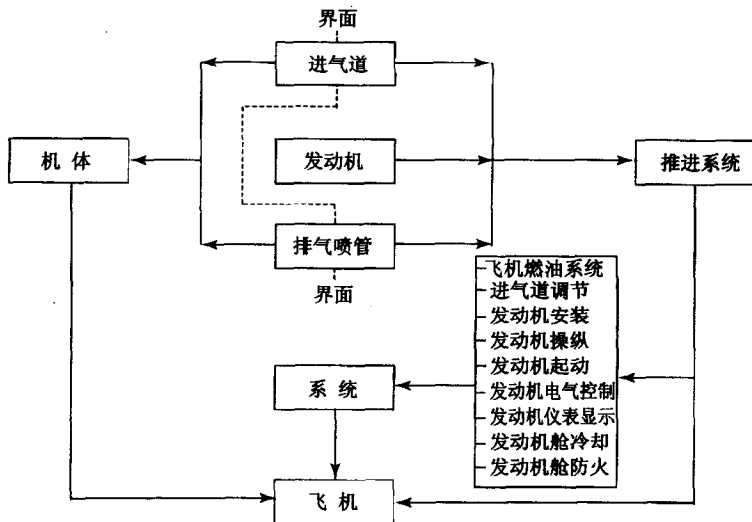 界面
进气道
机体
发动机
推进系统
排气喷管
界面
飞机燃油系统
进气道调节
发动机安装
发动机操纵
发动机起动
发动机电气控制
发动机仪表显示
发动机舱冷却
发动机舱防火
系统
飞机